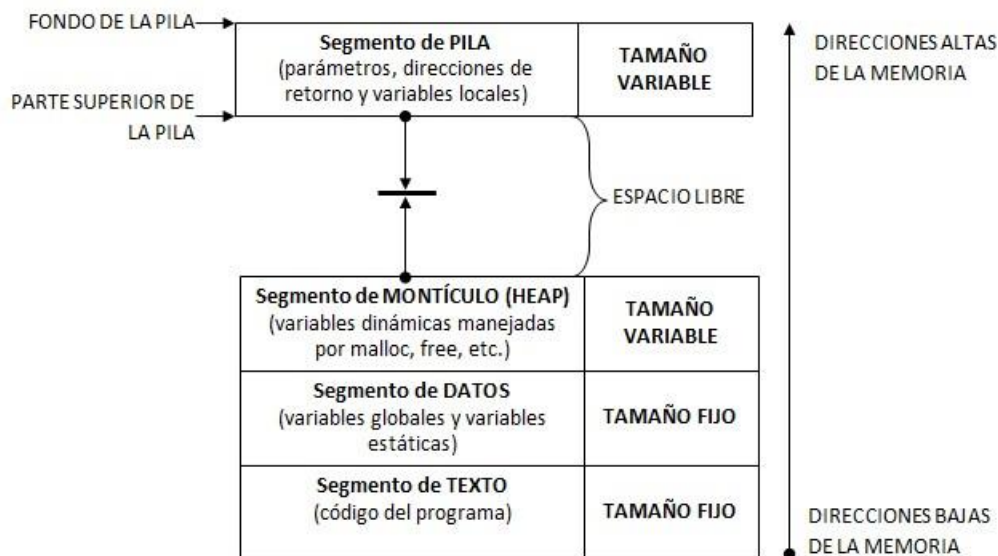 FONDO DE LA PILA
Segmento de PILA
(parámetros, direcciones de
retorno y variables locales)
TAMAÑO
VARIABLE
DIRECCIONES ALTAS
DE LA MEMORIA
PARTE SUPERIOR DE
LA PILA
ESPACIO LIBRE
Segmento de MONTÍCULO (HEAP)
(variables dinámicas manejadas
por malloc, free, etc.)
TAMAÑO
VARIABLE
Segmento de DATOS
(variables globales y variables
estáticas)
TAMAÑO FIJO
Segmento de TEXTO
(código del programa)
TAMAÑO FIJO
DIRECCIONES BAJAS
DE LA MEMORIA